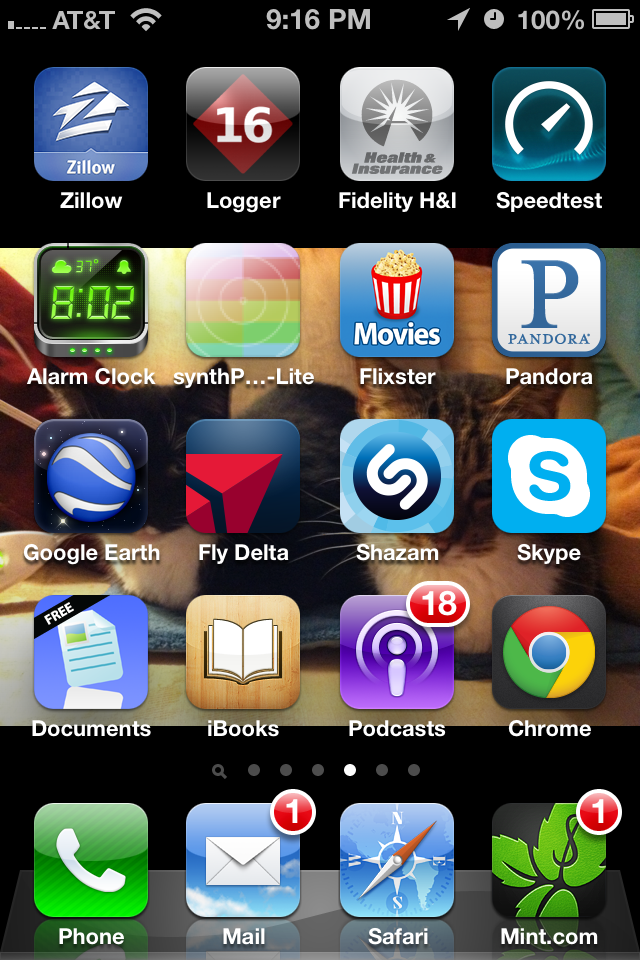 AT&T 9:16 PM 100%
Zillow 16 Health & Insurance
Zillow Logger Fidelity H&I Speedtest
37° 8:02 Movies P PANDORA
Alarm Clock synthP...-Lite Flixster Pandora
S
Google Earth Fly Delta Shazam Skype
FREE 18
Documents iBooks Podcasts Chrome
1 1
Phone Mail Safari Mint.com